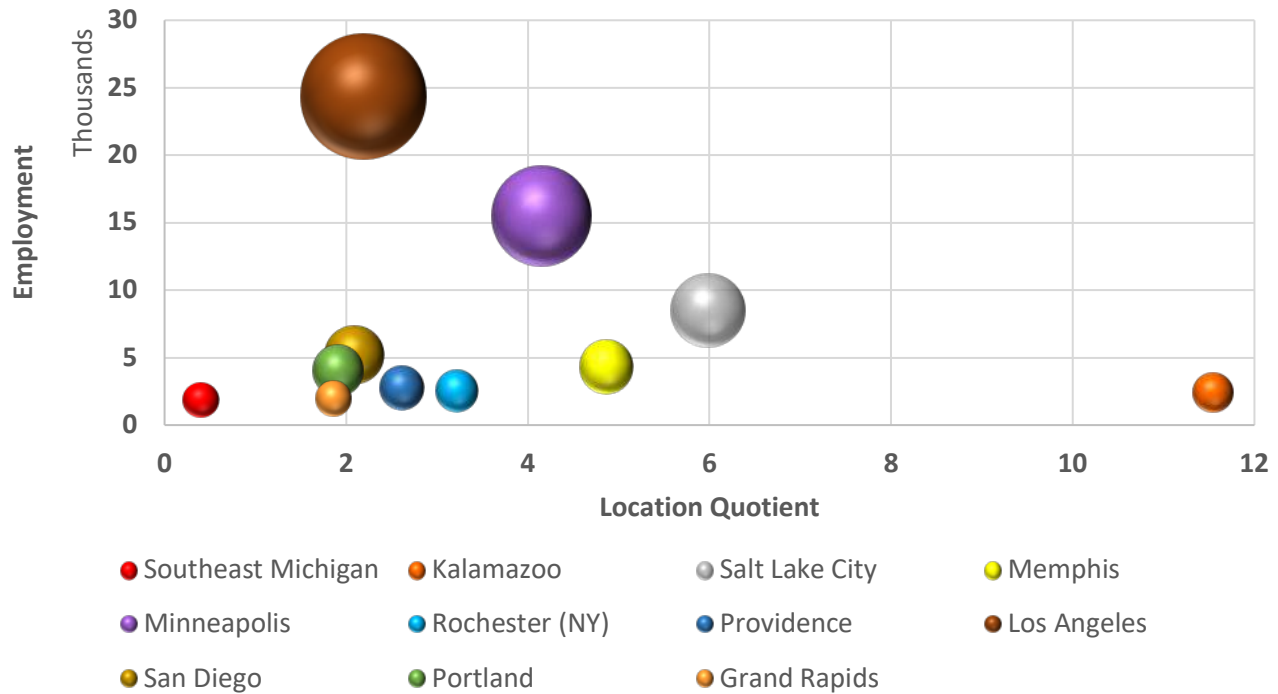 30
25
20
15
10
5
0
Thousands
Employment
0 2 4 6 8 10 12
Location Quotient
Southeast Michigan Kalamazoo Salt Lake City Memphis
Minneapolis Rochester (NY) Providence Los Angeles
San Diego Portland Grand Rapids